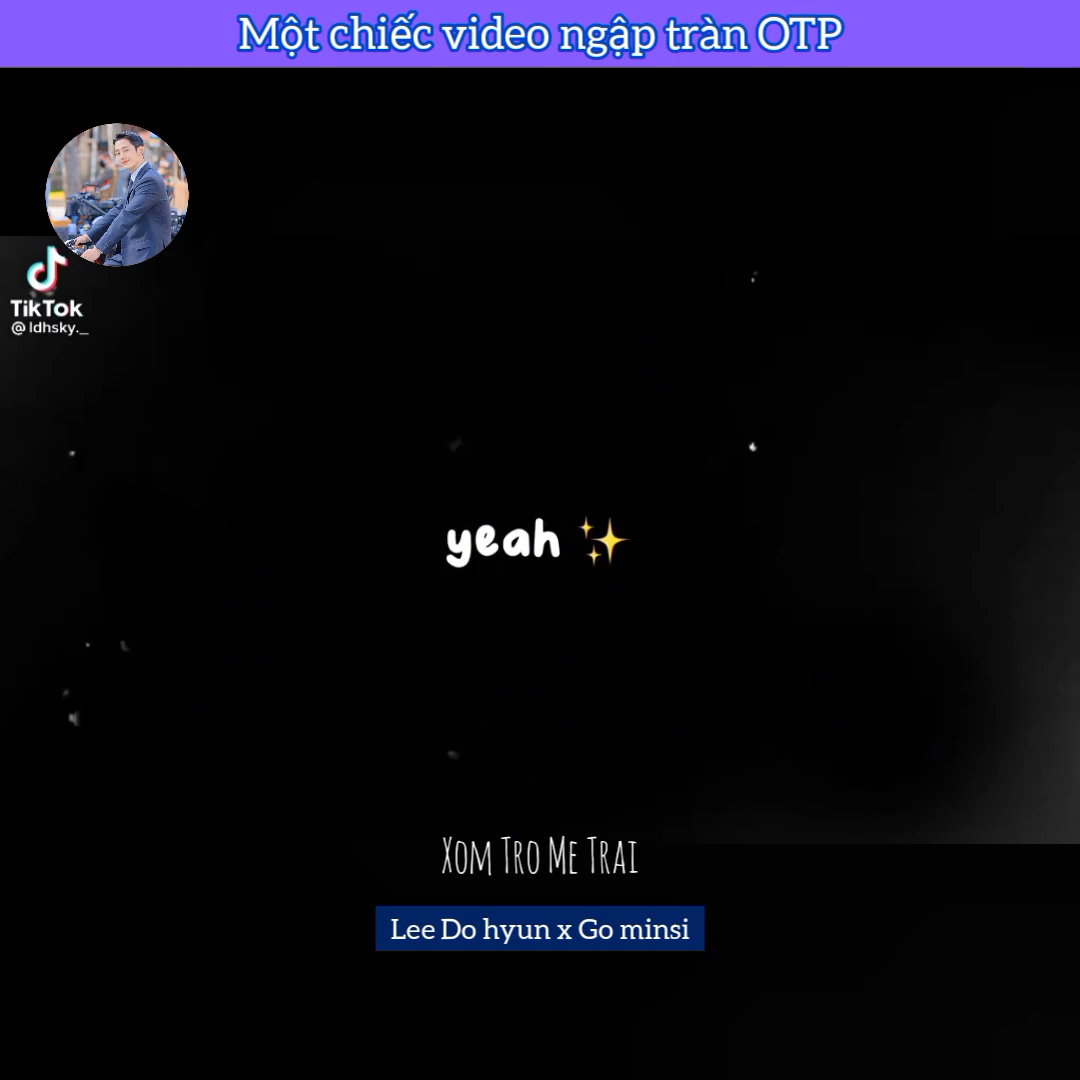 Một chiếc video ngập tràn OTP
TikTok
@ldhsky._
yeah ✨
XOM TRO ME TRAI
Lee Do hyun x Go minsi